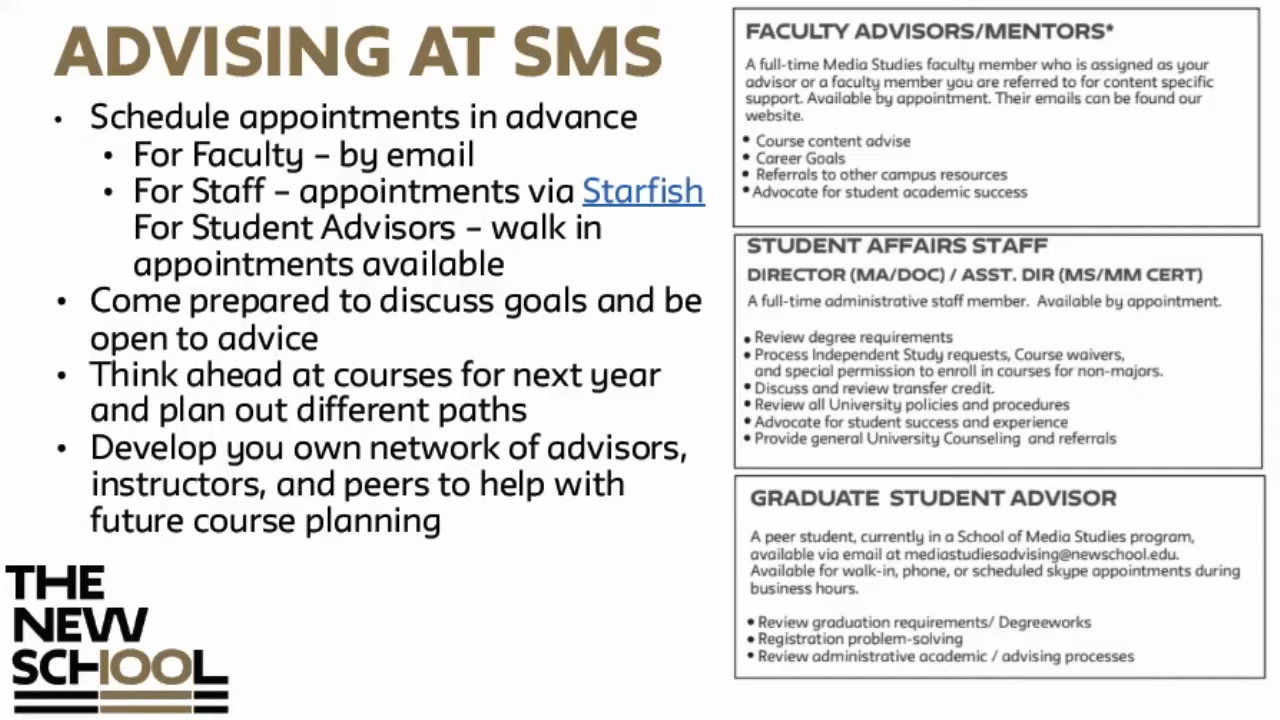 ADVISING AT SMS
• Schedule appointments in advance
• For Faculty – by email
• For Staff – appointments via Starfish
For Student Advisors – walk in
appointments available
• Come prepared to discuss goals and be
open to advice
• Think ahead at courses for next year
and plan out different paths
• Develop you own network of advisors,
instructors, and peers to help with
future course planning
THE
NEW
SCHOOL
FACULTY ADVISORS/MENTORS*
A full-time Media Studies faculty member who is assigned as your
advisor or a faculty member you are referred to for content specific
support. Available by appointment. Their emails can be found our
website.
• Course content advise
• Career Goals
• Referrals to other campus resources
• Advocate for student academic success
STUDENT AFFAIRS STAFF
DIRECTOR (MA/DOC) / ASST. DIR (MS/MM CERT)
A full-time administrative staff member. Available by appointment.
• Review degree requirements
• Process Independent Study requests, Course waivers,
and special permission to enroll in courses for non-majors.
• Discuss and review transfer credit.
• Review all University policies and procedures
• Advocate for student success and experience
• Provide general University Counseling and referrals
GRADUATE STUDENT ADVISOR
A peer student, currently in a School of Media Studies program,
available via email at mediastudiesadvising@newschool.edu.
Available for walk-in, phone, or scheduled skype appointments during
business hours.
• Review graduation requirements/ Degreeworks
• Registration problem-solving
• Review administrative academic / advising processes